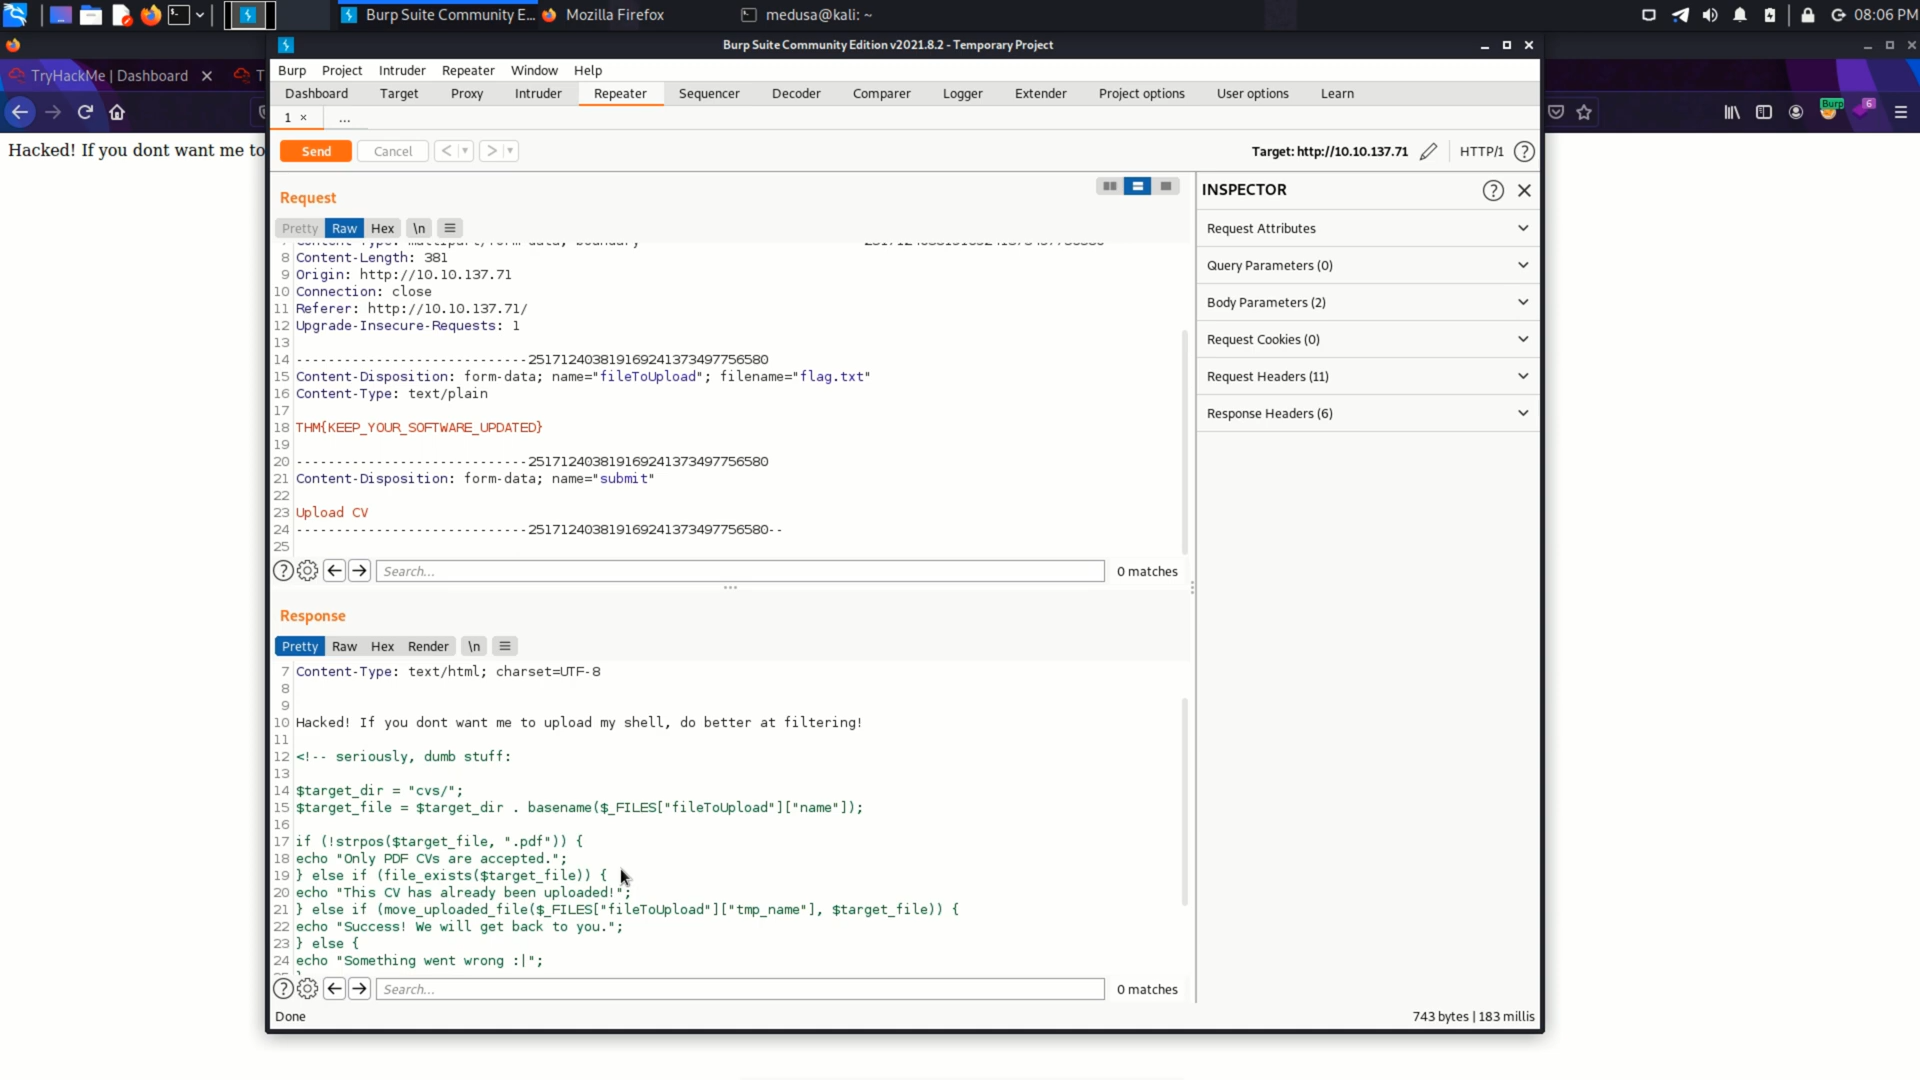 Burp Suite Community E...
Mozilla Firefox
medusa@kali: ~
08:06 PM
Burp Suite Community Edition v2021.8.2 - Temporary Project
TryHackMe | Dashboard
T
Burp
6
Burp Project Intruder Repeater Window Help
Dashboard Target Proxy Intruder Repeater Sequencer Decoder Comparer Logger Extender Project options User options Learn
1 × ...
Hacked! If you dont want me to
Send Cancel < >
Target: http://10.10.137.71
HTTP/1
Request
Pretty Raw Hex \n
8 Content-Length: 381
9 Origin: http://10.10.137.71
10 Connection: close
11 Referer: http://10.10.137.71/
12 Upgrade-Insecure-Requests: 1
13
14 -----------------------------251712403819169241373497756580
15 Content-Disposition: form-data; name="fileToUpload"; filename="flag.txt"
16 Content-Type: text/plain
17
18 THM{KEEP_YOUR_SOFTWARE_UPDATED}
19
20 -----------------------------251712403819169241373497756580
21 Content-Disposition: form-data; name="submit"
22
23 Upload CV
24 -----------------------------251712403819169241373497756580--
25
Search...
0 matches
Response
Pretty Raw Hex Render \n
7 Content-Type: text/html; charset=UTF-8
8
9
10 Hacked! If you dont want me to upload my shell, do better at filtering!
11
12 <!-- seriously, dumb stuff:
13
14 $target_dir = "cvs/";
15 $target_file = $target_dir . basename($_FILES["fileToUpload"]["name"]);
16
17 if (!strpos($target_file, ".pdf")) {
18 echo "Only PDF CVs are accepted.";
19 } else if (file_exists($target_file)) {
20 echo "This CV has already been uploaded!";
21 } else if (move_uploaded_file($_FILES["fileToUpload"]["tmp_name"], $target_file)) {
22 echo "Success! We will get back to you.";
23 } else {
24 echo "Something went wrong :|";
Search...
0 matches
Done
743 bytes | 183 millis
INSPECTOR
Request Attributes
Query Parameters (0)
Body Parameters (2)
Request Cookies (0)
Request Headers (11)
Response Headers (6)